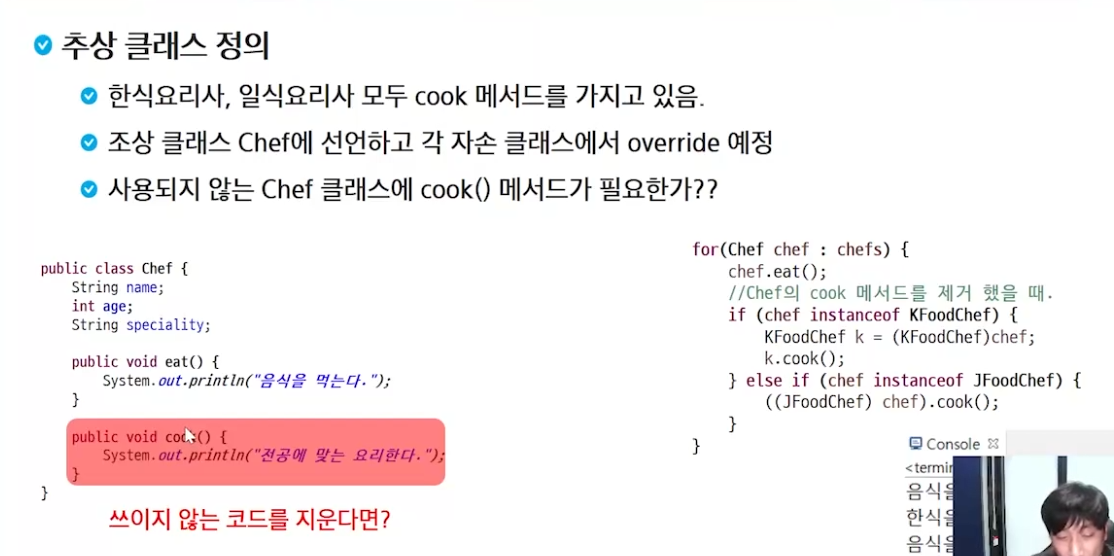 추상 클래스 정의
한식요리사, 일식요리사 모두 cook 메서드를 가지고 있음.
조상 클래스 Chef에 선언하고 각 자손 클래스에서 override 예정
사용되지 않는 Chef 클래스에 cook() 메서드가 필요한가??
public class Chef {
String name;
int age;
String speciality;
public void eat() {
System.out.println("음식을 먹는다.");
}
public void cook() {
System.out.println("전공에 맞는 요리한다.");
}
}
쓰이지 않는 코드를 지운다면?
for(Chef chef : chefs) {
chef.eat();
//Chef의 cook 메서드를 제거 했을 때.
if (chef instanceof KFoodChef) {
KFoodChef k = (KFoodChef)chef;
k.cook();
} else if (chef instanceof JFoodChef) {
((JFoodChef) chef).cook();
}
}
Console
<termin
음식을
한식을
음식을